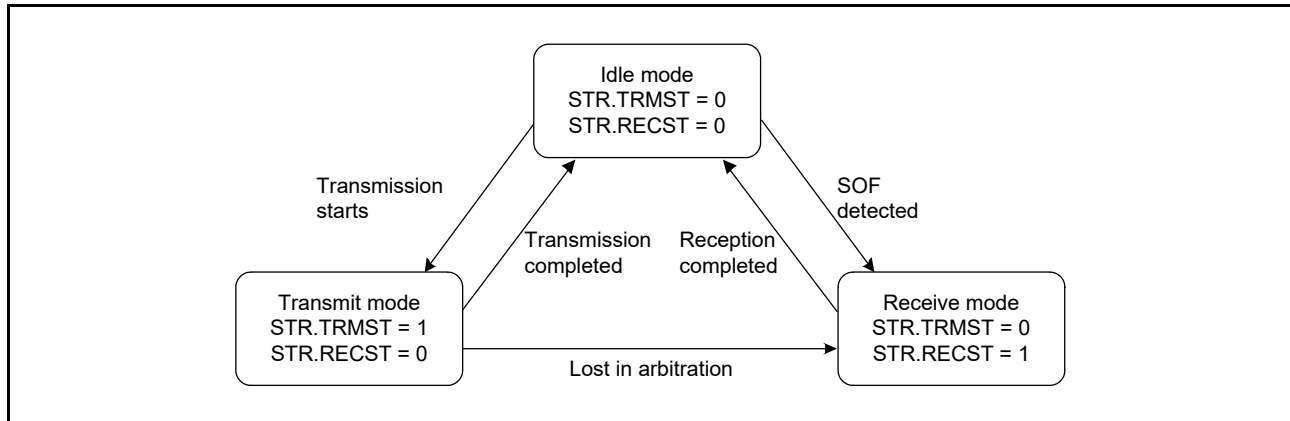 Idle mode
STR.TRMST = 0
STR.RECST = 0
Transmission
starts
SOF
detected
Transmission
completed
Reception
completed
Transmit mode
STR.TRMST = 1
STR.RECST = 0
Receive mode
STR.TRMST = 0
STR.RECST = 1
Lost in arbitration